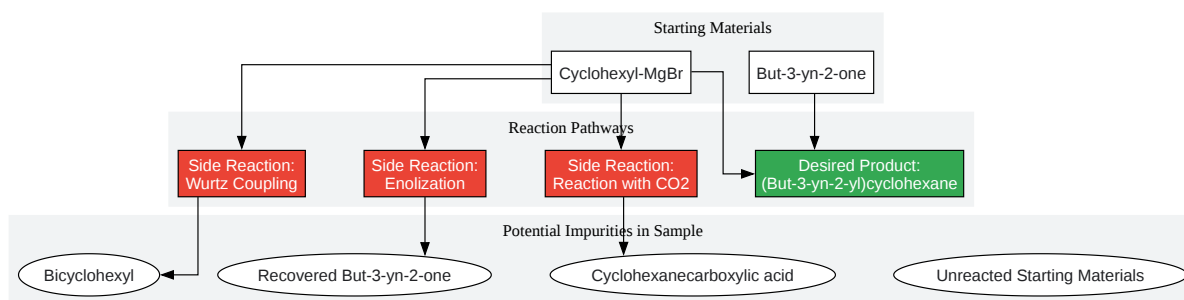 Starting Materials
Cyclohexyl-MgBr
But-3-yn-2-one
Reaction Pathways
Side Reaction:
Wurtz Coupling
Side Reaction:
Enolization
Side Reaction:
Reaction with CO2
Desired Product:
(But-3-yn-2-yl)cyclohexane
Potential Impurities in Sample
Bicyclohexyl
Recovered But-3-yn-2-one
Cyclohexanecarboxylic acid
Unreacted Starting Materials